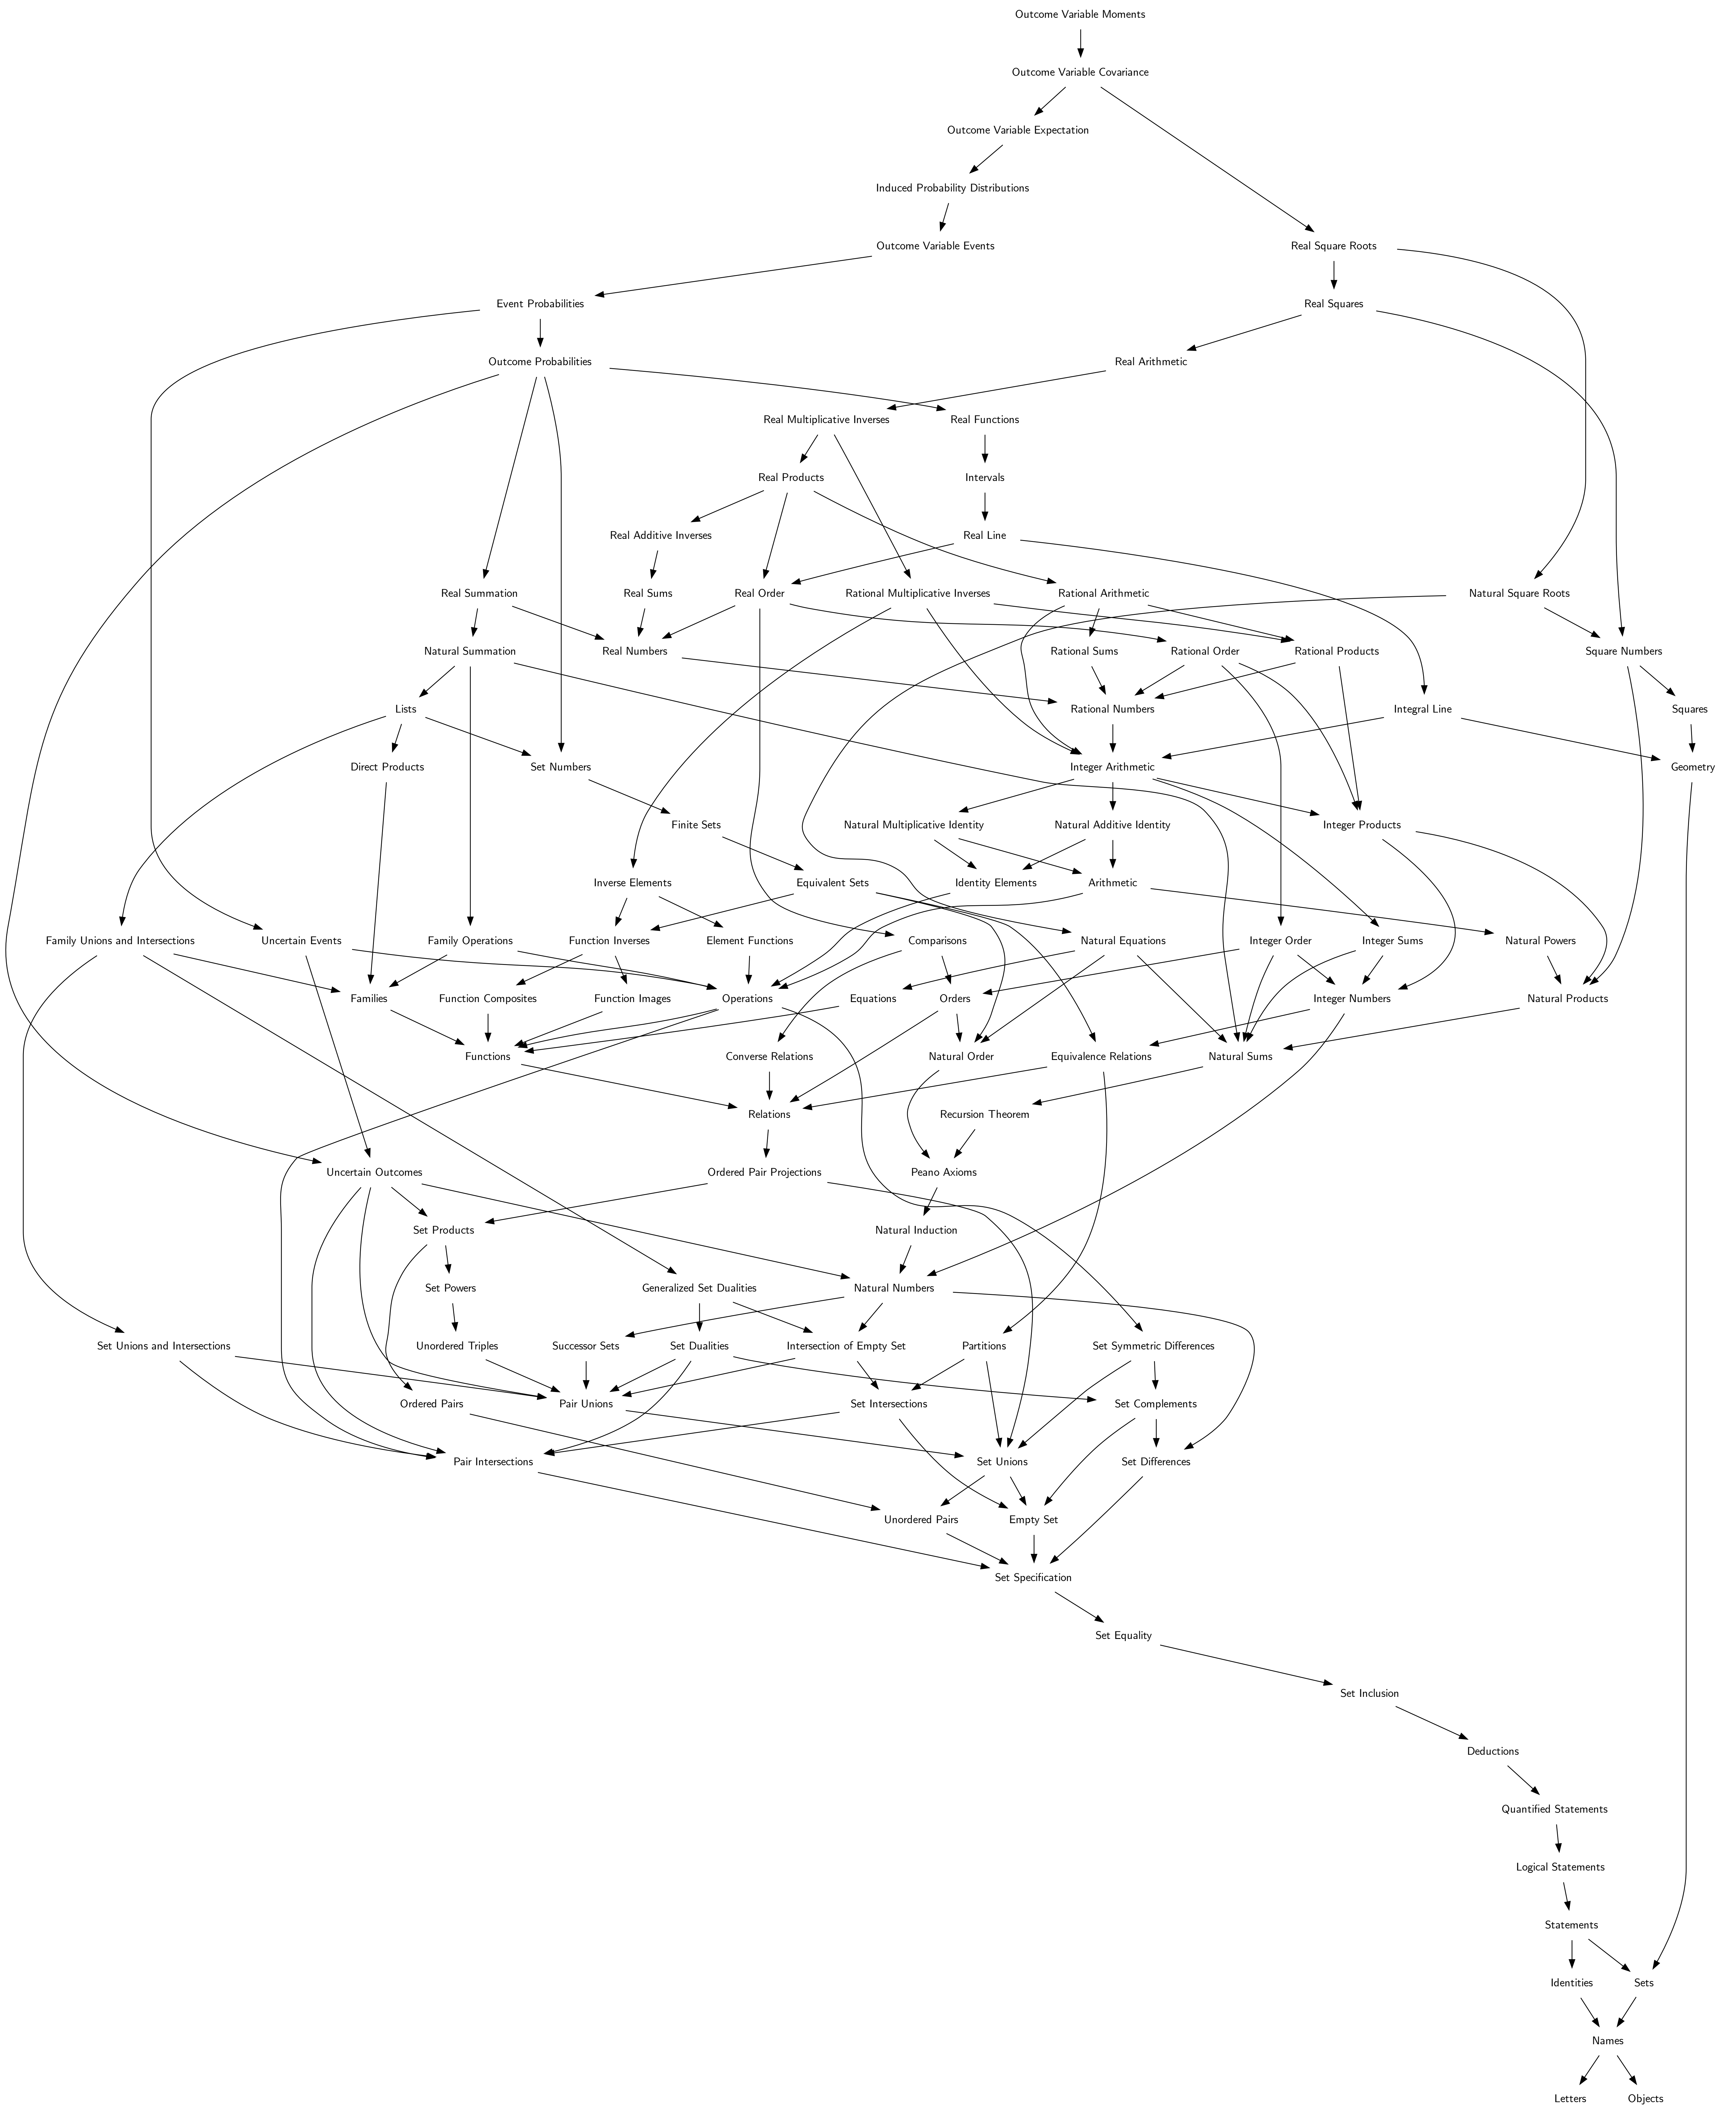 Outcome Variable Moments
Outcome Variable Covariance
Outcome Variable Expectation
Induced Probability Distributions
Outcome Variable Events
Real Square Roots
Event Probabilities
Real Squares
Outcome Probabilities
Real Arithmetic
Real Multiplicative Inverses
Real Functions
Real Products
Intervals
Real Additive Inverses
Real Line
Real Summation
Real Sums
Real Order
Rational Multiplicative Inverses
Rational Arithmetic
Natural Square Roots
Natural Summation
Real Numbers
Rational Sums
Rational Order
Rational Products
Square Numbers
Lists
Rational Numbers
Integral Line
Squares
Direct Products
Set Numbers
Integer Arithmetic
Geometry
Finite Sets
Natural Multiplicative Identity
Natural Additive Identity
Integer Products
Inverse Elements
Equivalent Sets
Identity Elements
Arithmetic
Family Unions and Intersections
Uncertain Events
Family Operations
Function Inverses
Element Functions
Comparisons
Natural Equations
Integer Order
Integer Sums
Natural Powers
Families
Function Composites
Function Images
Operations
Equations
Orders
Integer Numbers
Natural Products
Functions
Converse Relations
Natural Order
Equivalence Relations
Natural Sums
Relations
Recursion Theorem
Uncertain Outcomes
Ordered Pair Projections
Peano Axioms
Set Products
Natural Induction
Set Powers
Generalized Set Dualities
Natural Numbers
Set Unions and Intersections
Unordered Triples
Successor Sets
Set Dualities
Intersection of Empty Set
Partitions
Set Symmetric Differences
Ordered Pairs
Pair Unions
Set Intersections
Set Complements
Pair Intersections
Set Unions
Set Differences
Unordered Pairs
Empty Set
Set Specification
Set Equality
Set Inclusion
Deductions
Quantified Statements
Logical Statements
Statements
Identities
Sets
Names
Letters
Objects